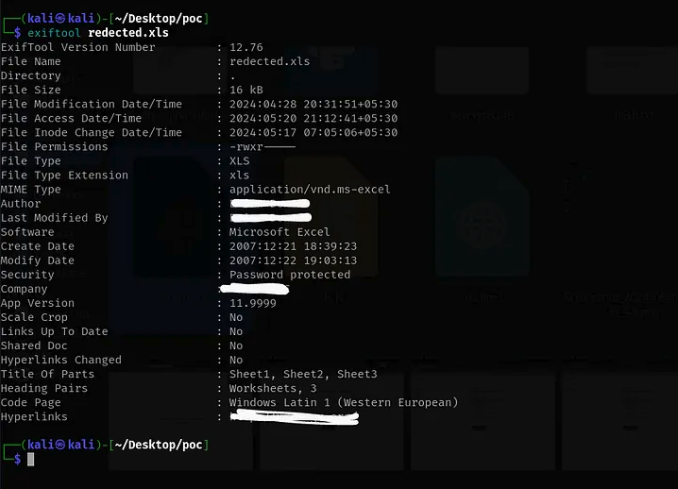 ┌──(kali㉿kali)-[~/Desktop/poc]
└─$ exiftool redected.xls
ExifTool Version Number : 12.76
File Name : redected.xls
Directory : .
File Size : 16 kB
File Modification Date/Time : 2024:04:28 20:31:51+05:30
File Access Date/Time : 2024:05:20 21:12:41+05:30
File Inode Change Date/Time : 2024:05:17 07:05:06+05:30
File Permissions : -rwxr-----
File Type : XLS
File Type Extension : xls
MIME Type : application/vnd.ms-excel
Author :
Last Modified By :
Software : Microsoft Excel
Create Date : 2007:12:21 18:39:23
Modify Date : 2007:12:22 19:03:13
Security : Password protected
Company :
App Version : 11.9999
Scale Crop : No
Links Up To Date : No
Shared Doc : No
Hyperlinks Changed : No
Title Of Parts : Sheet1, Sheet2, Sheet3
Heading Pairs : Worksheets, 3
Code Page : Windows Latin 1 (Western European)
Hyperlinks :
┌──(kali㉿kali)-[~/Desktop/poc]
└─$